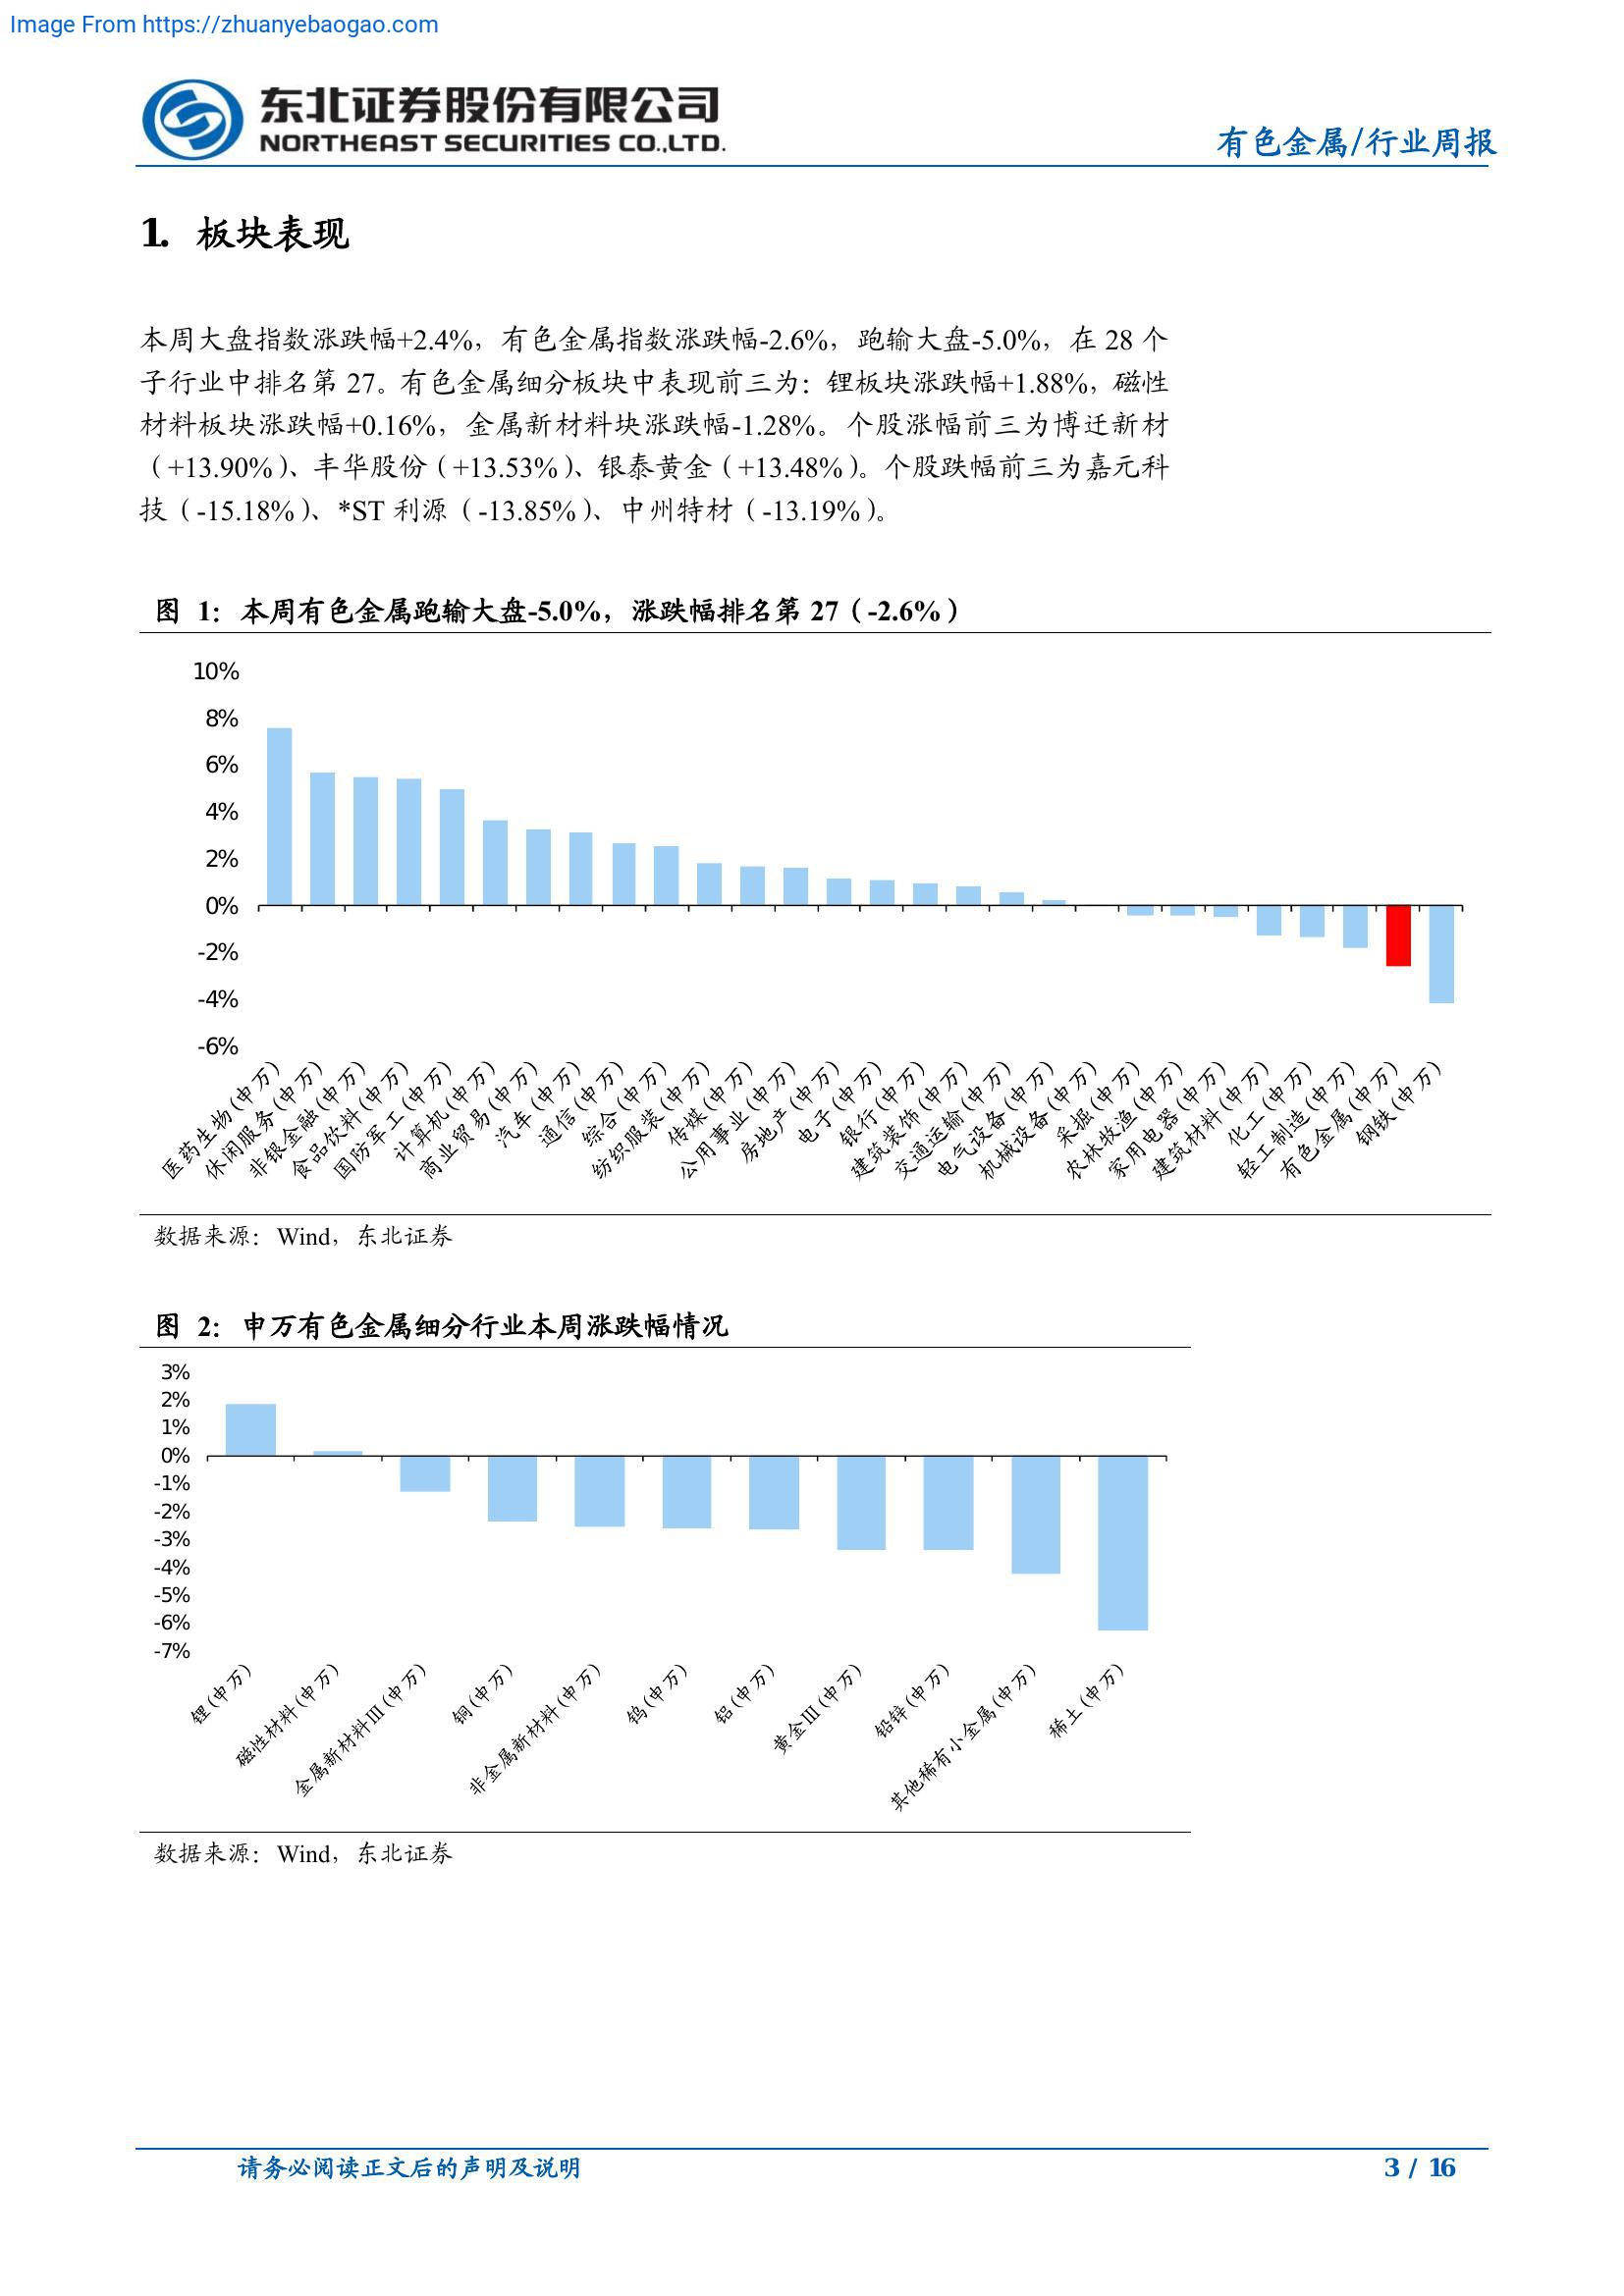 Image From https://zhuanyebaogao.com
东北证券股份有限公司
NORTHEAST SECURITIES CO.,LTD.
有色金属/行业周报
1. 板块表现
本周大盘指数涨跌幅+2.4%，有色金属指数涨跌幅-2.6%，跑输大盘-5.0%，在 28 个
子行业中排名第 27。有色金属细分板块中表现前三为：锂板块涨跌幅+1.88%，磁性
材料板块涨跌幅+0.16%，金属新材料块涨跌幅-1.28%。个股涨幅前三为博迁新材
（+13.90%）、丰华股份（+13.53%）、银泰黄金（+13.48%）。个股跌幅前三为嘉元科
技（-15.18%）、*ST 利源（-13.85%）、中州特材（-13.19%）。
图 1：本周有色金属跑输大盘-5.0%，涨跌幅排名第 27（-2.6%）
10%
8%
6%
4%
2%
0%
-2%
-4%
-6%
医药生物(申万)
休闲服务(申万)
非银金融(申万)
食品饮料(申万)
国防军工(申万)
计算机(申万)
商业贸易(申万)
汽车(申万)
通信(申万)
综合(申万)
纺织服装(申万)
传媒(申万)
公用事业(申万)
房地产(申万)
电子(申万)
银行(申万)
建筑装饰(申万)
交通运输(申万)
电气设备(申万)
机械设备(申万)
采掘(申万)
农林牧渔(申万)
家用电器(申万)
建筑材料(申万)
化工(申万)
轻工制造(申万)
有色金属(申万)
钢铁(申万)
数据来源：Wind，东北证券
图 2：申万有色金属细分行业本周涨跌幅情况
3%
2%
1%
0%
-1%
-2%
-3%
-4%
-5%
-6%
-7%
锂(申万)
磁性材料(申万)
金属新材料Ⅲ(申万)
铜(申万)
非金属新材料(申万)
钨(申万)
铝(申万)
黄金Ⅲ(申万)
铅锌(申万)
其他稀有小金属(申万)
稀土(申万)
数据来源：Wind，东北证券
请务必阅读正文后的声明及说明
3 / 16